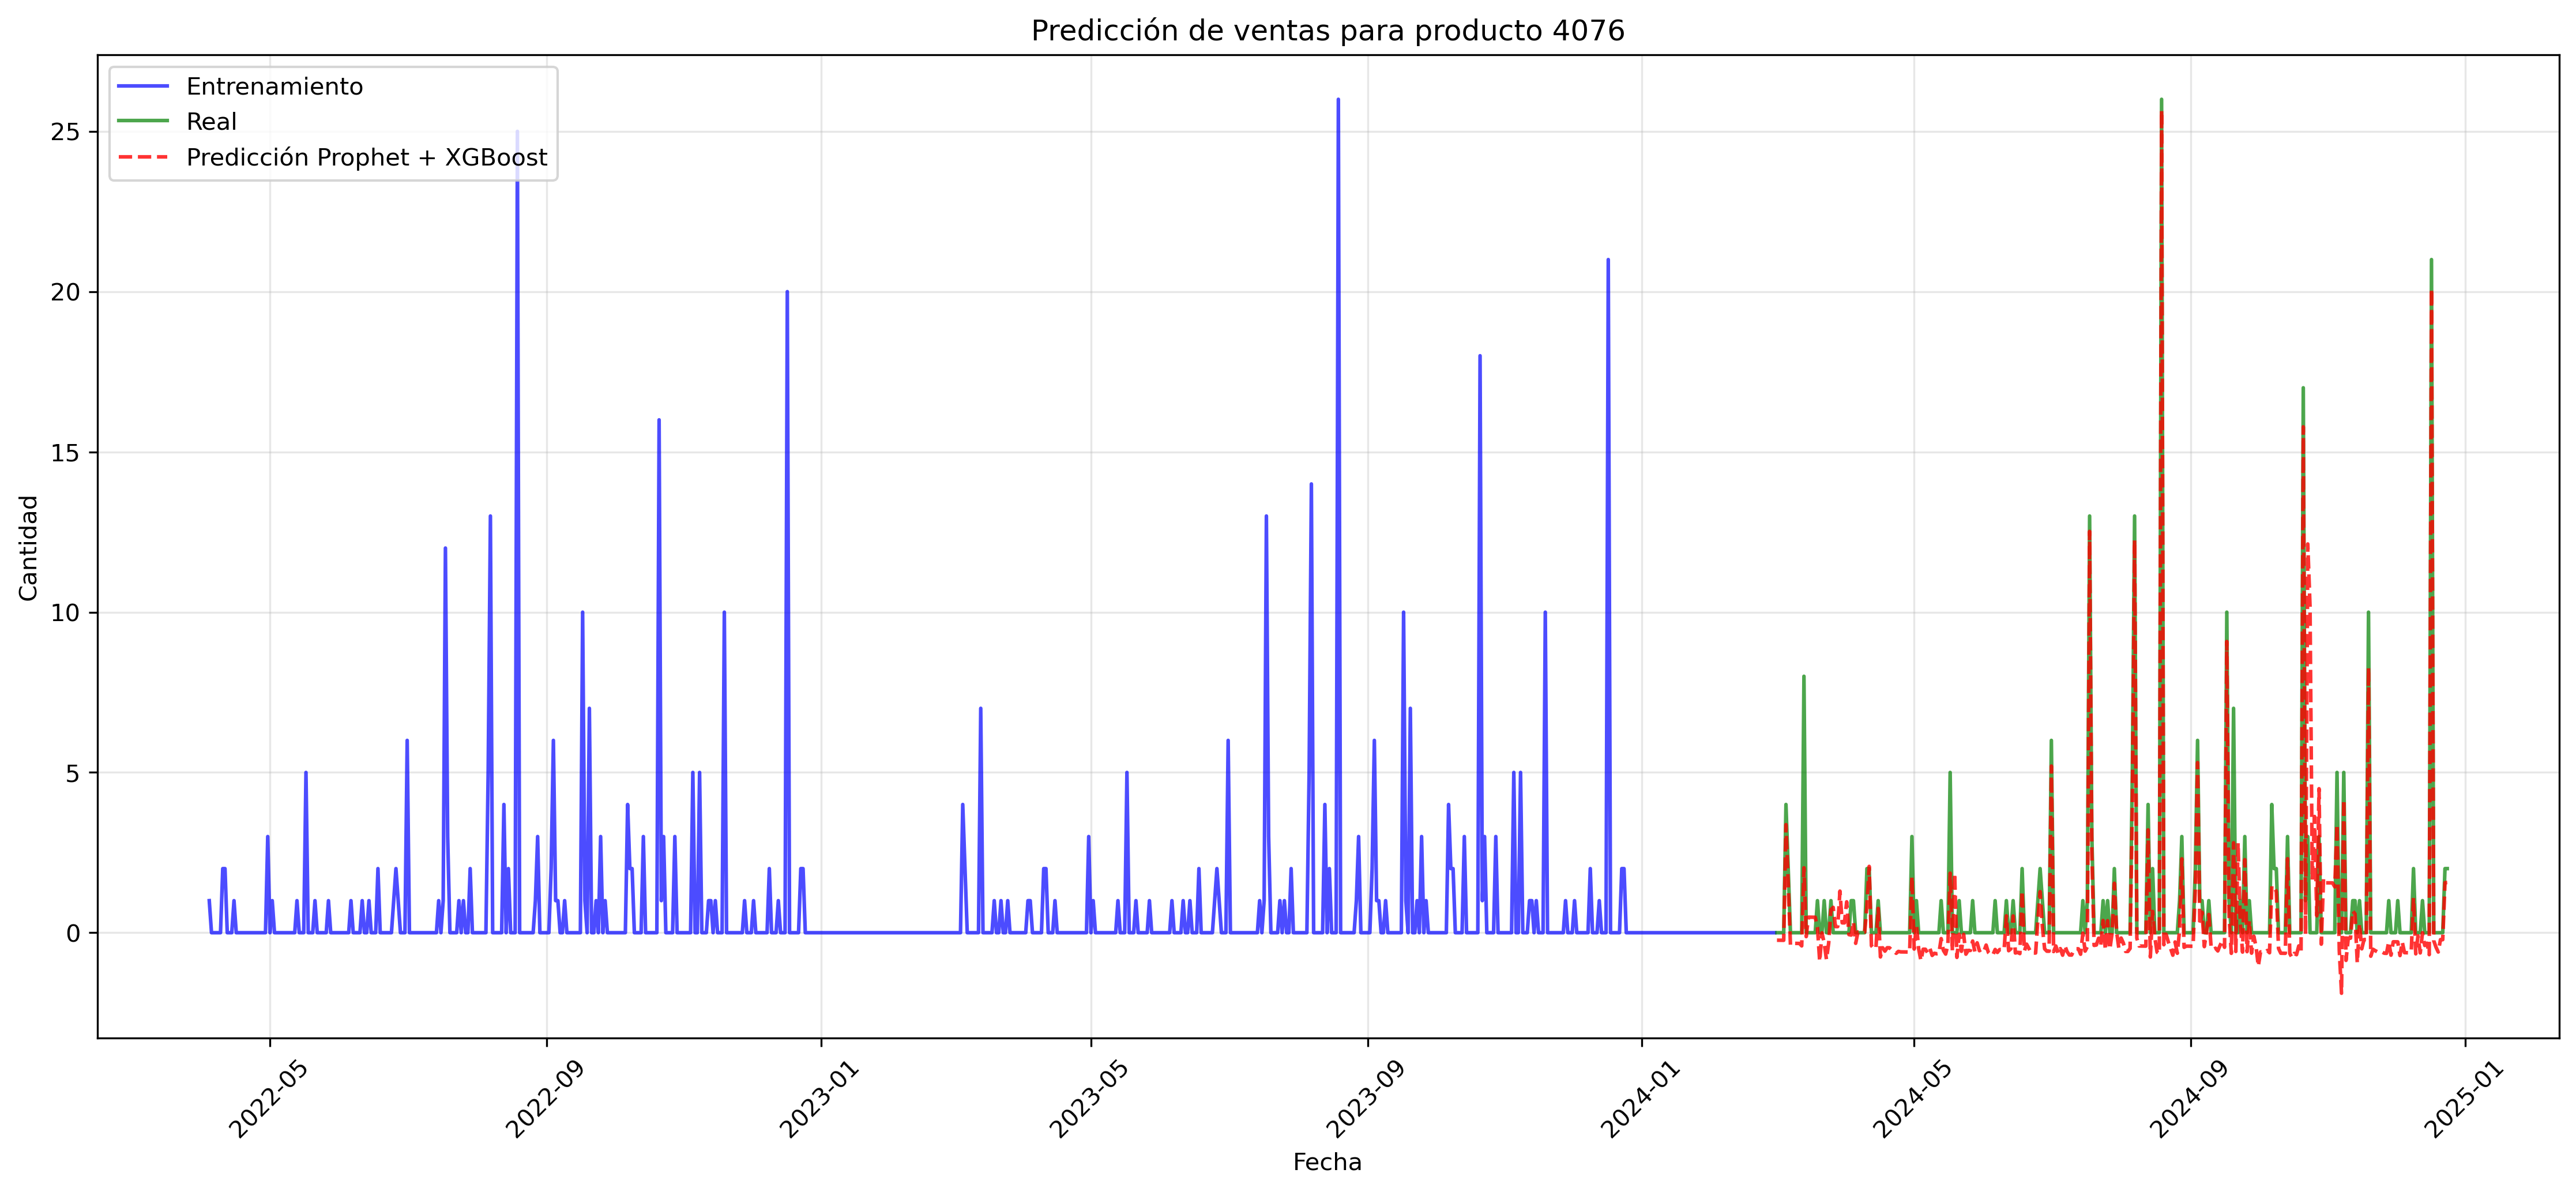 Predicción de ventas para producto 4076
Entrenamiento
Real
Predicción Prophet + XGBoost
25
20
15
10
5
0
Cantidad
2022-05
2022-09
2023-01
2023-05
2023-09
2024-01
2024-05
2024-09
2025-01
Fecha